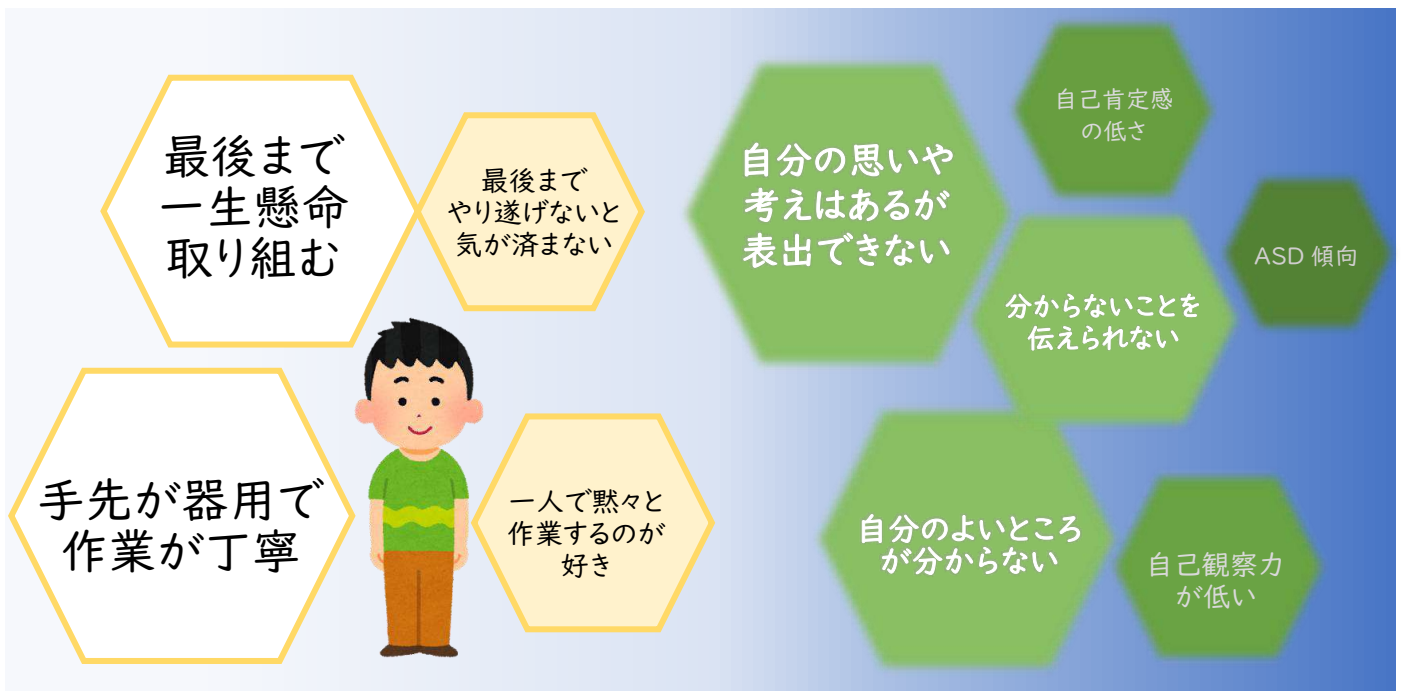 最後まで
一生懸命
取り組む
最後まで
やり遂げないと
気が済まない
手先が器用で
作業が丁寧
一人で黙々と
作業するのが
好き
自分の思いや
考えはあるが
表出できない
自己肯定感
の低さ
分からないことを
伝えられない
ASD 傾向
自分のよいところ
が分からない
自己観察力
が低い